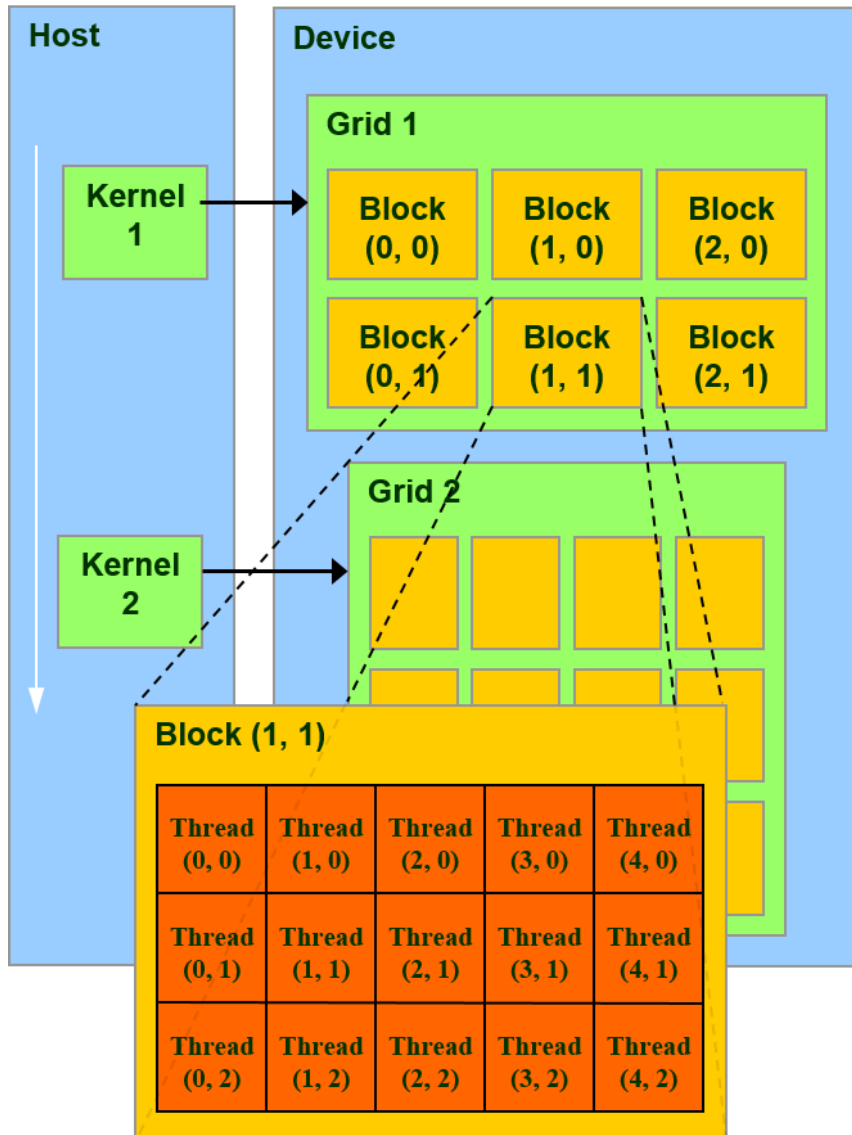 Host
Device
Grid 1
Kernel
1
Block
(0, 0)
Block
(1, 0)
Block
(2, 0)
Block
(0, 1)
Block
(1, 1)
Block
(2, 1)
Grid 2
Kernel
2
Block (1, 1)
Thread
(0, 0)
Thread
(1, 0)
Thread
(2, 0)
Thread
(3, 0)
Thread
(4, 0)
Thread
(0, 1)
Thread
(1, 1)
Thread
(2, 1)
Thread
(3, 1)
Thread
(4, 1)
Thread
(0, 2)
Thread
(1, 2)
Thread
(2, 2)
Thread
(3, 2)
Thread
(4, 2)